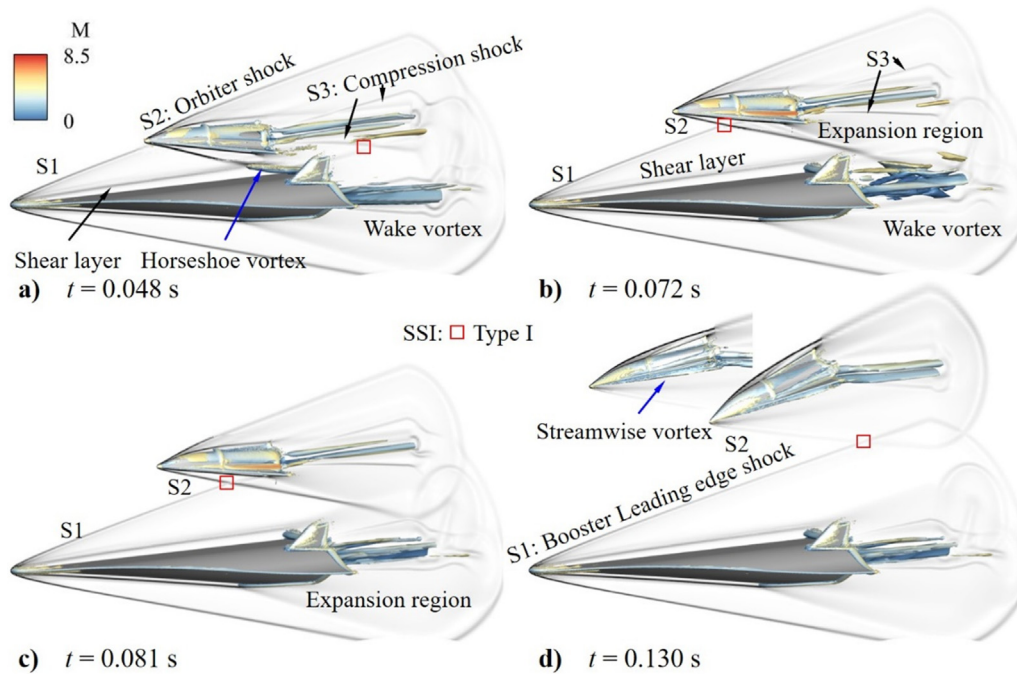 M
8.5
0
S2: Orbiter shock
S3: Compression shock
S1
Shear layer
Horseshoe vortex
Wake vortex
a) t = 0.048 s
S3
S2
Expansion region
Shear layer
S1
Wake vortex
b) t = 0.072 s
SSI: Type I
S2
S1
Expansion region
c) t = 0.081 s
Streamwise vortex
S2
S1: Booster Leading edge shock
d) t = 0.130 s